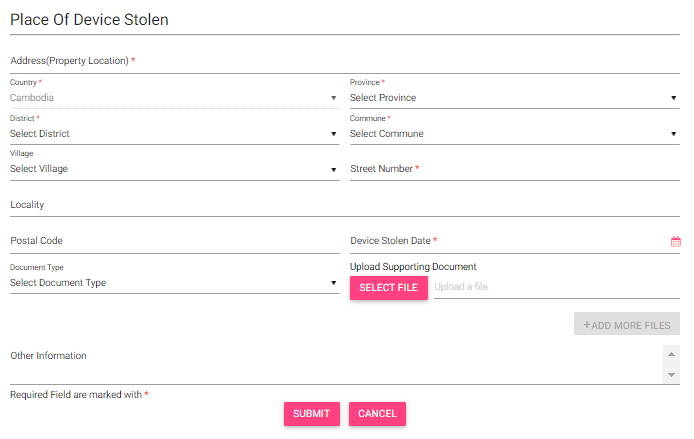 Place Of Device Stolen
Address(Property Location) *
Country * Province *
Cambodia Select Province
District * Commune *
Select District Select Commune
Village
Select Village Street Number *
Locality
Postal Code Device Stolen Date *
Document Type Upload Supporting Document
Select Document Type SELECT FILE Upload a file
+ADD MORE FILES
Other Information
Required Field are marked with *
SUBMIT CANCEL